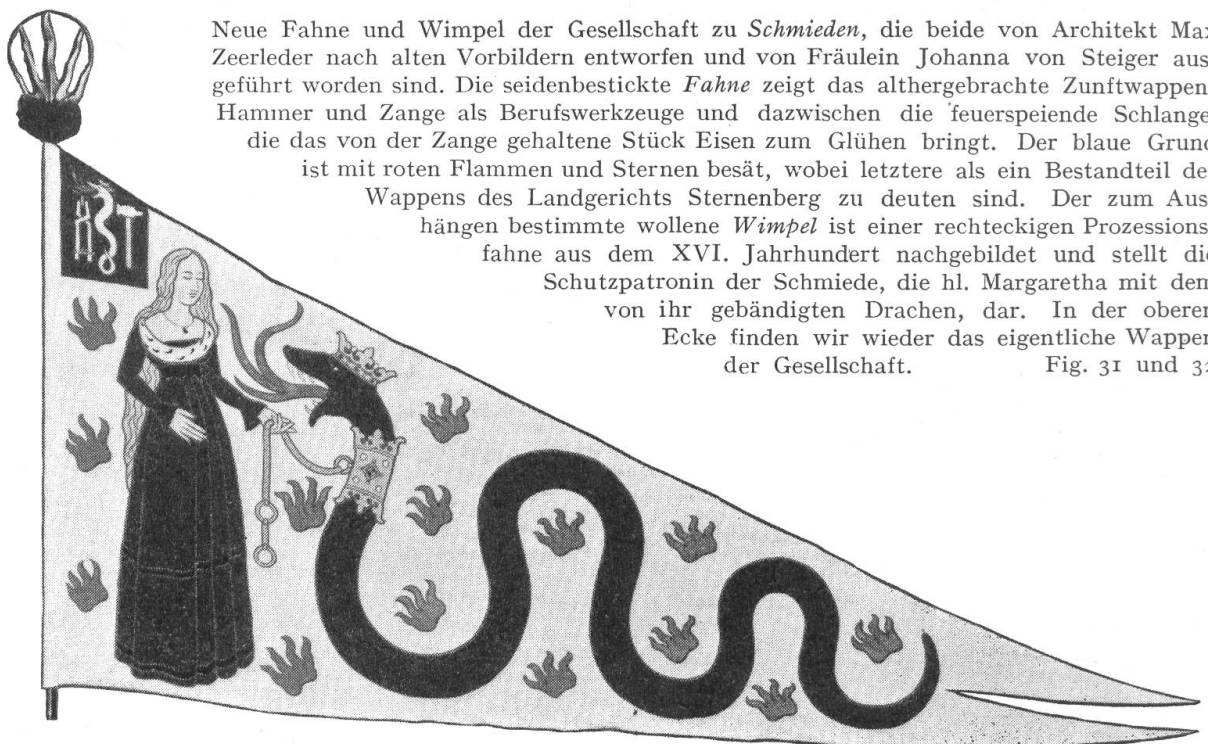 Neue Fahne und Wimpel der Gesellschaft zu Schmieden, die beide von Architekt Max
Zeerleder nach alten Vorbildern entworfen und von Fräulein Johanna von Steiger aus
geführt worden sind. Die seidenbestickte Fahne zeigt das althergebrachte Zunftwappen
Hammer und Zange als Berufswerkzeuge und dazwischen die feuerspeiende Schlange
die das von der Zange gehaltene Stück Eisen zum Glühen bringt. Der blaue Grund
ist mit roten Flammen und Sternen besät, wobei letztere als ein Bestandteil de
Wappens des Landgerichts Sternenberg zu deuten sind. Der zum Aus
hängen bestimmte wollene Wimpel ist einer rechteckigen Prozessions
fahne aus dem XVI. Jahrhundert nachgebildet und stellt die
Schutzpatronin der Schmiede, die hl. Margaretha mit dem
von ihr gebändigten Drachen, dar. In der oberen
Ecke finden wir wieder das eigentliche Wappen
der Gesellschaft. Fig. 31 und 32